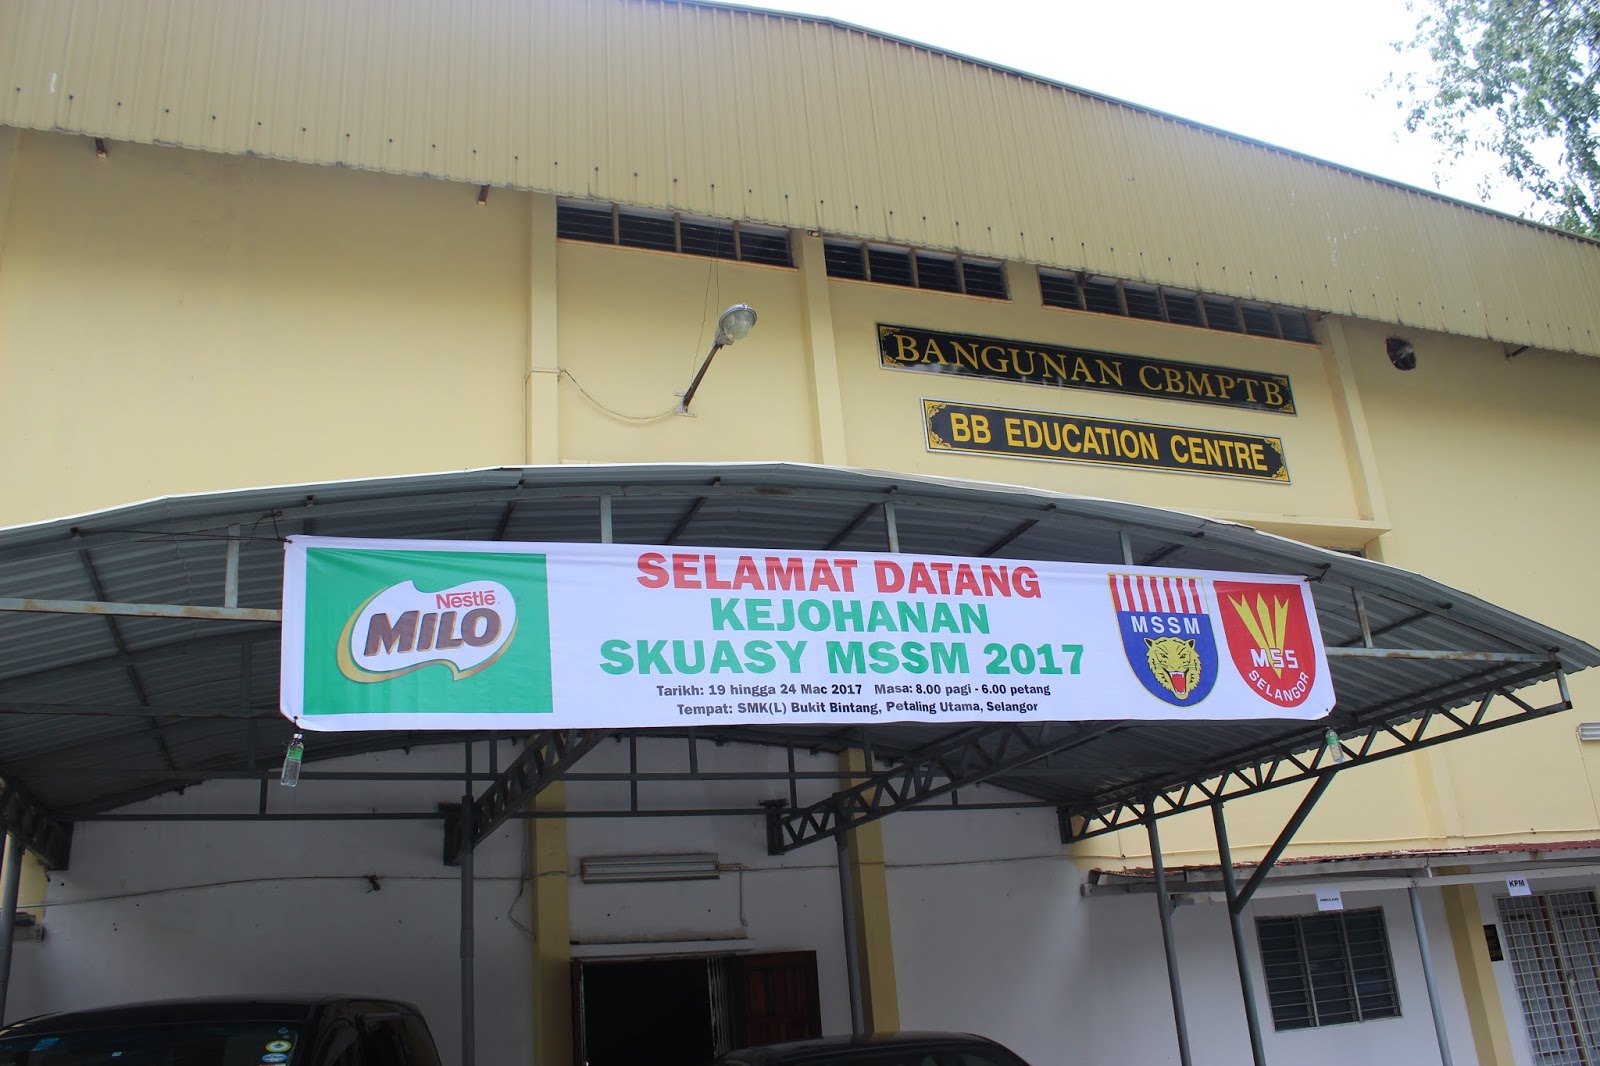 BANGUNAN CBMPTB
BB EDUCATION CENTRE
Nestlé
MILO
SELAMAT DATANG
KEJOHANAN
SKUASY MSSM 2017
Tarikh: 19 hingga 24 Mac 2017 Masa: 8.00 pagi - 6.00 petang
Tempat: SMK(L) Bukit Bintang, Petaling Utama, Selangor
MSSM
MSS
SELANGOR
AMBULANS
KPM